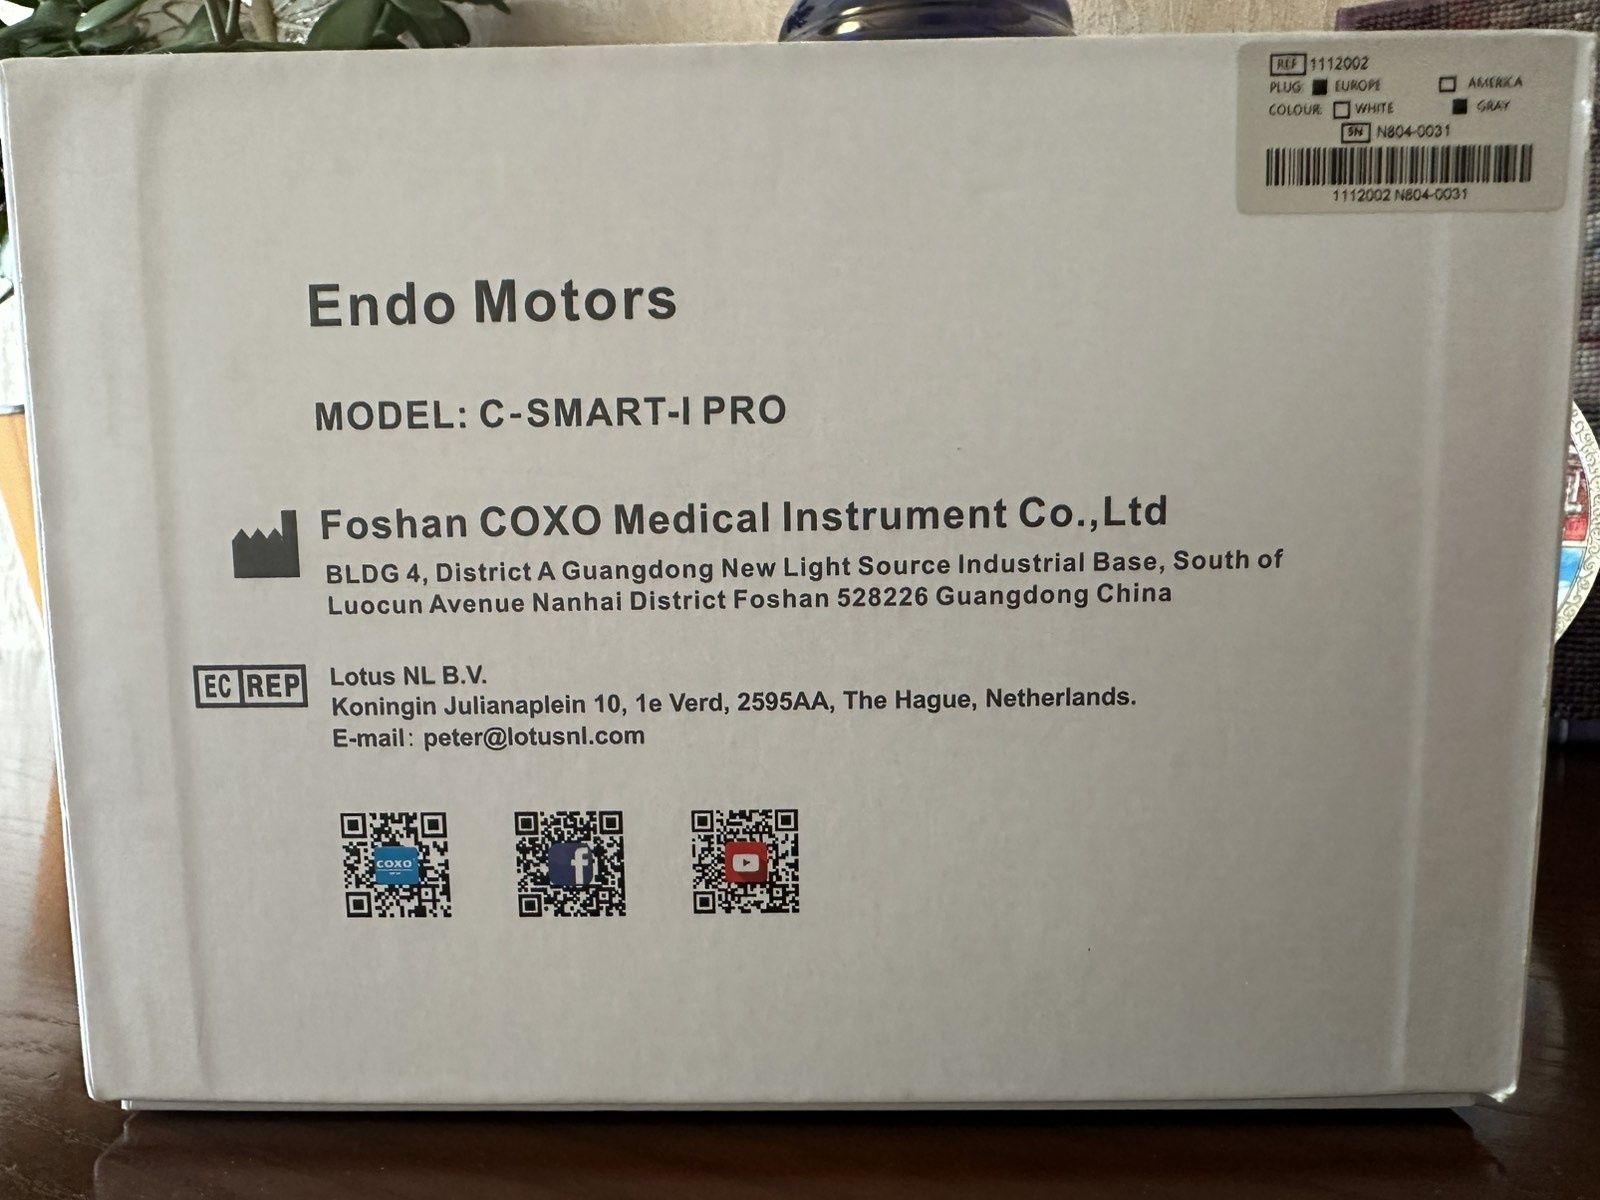 REF 1112002
PLUG: EUROPE AMERICA
COLOUR: WHITE GRAY
SN N804-0031
1112002 N804-0031
Endo Motors
MODEL: C-SMART-I PRO
Foshan COXO Medical Instrument Co.,Ltd
BLDG 4, District A Guangdong New Light Source Industrial Base, South of
Luocun Avenue Nanhai District Foshan 528226 Guangdong China
EC REP
Lotus NL B.V.
Koningin Julianaplein 10, 1e Verd, 2595AA, The Hague, Netherlands.
E-mail: peter@lotusnl.com
COXO
f